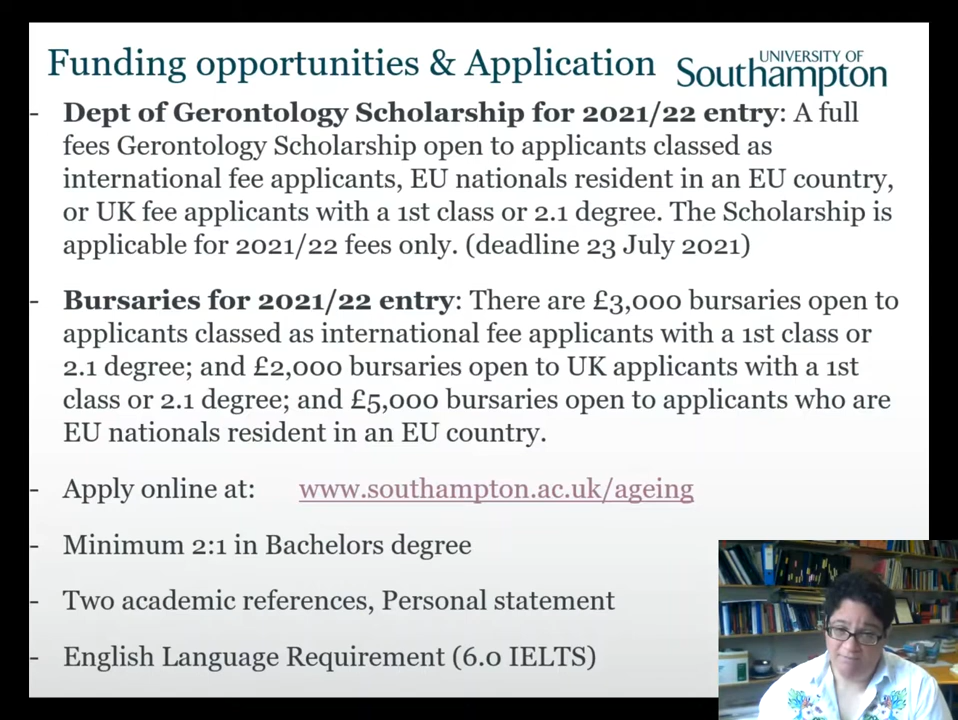 Funding opportunities & Application
UNIVERSITY OF
Southampton
- Dept of Gerontology Scholarship for 2021/22 entry: A full
fees Gerontology Scholarship open to applicants classed as
international fee applicants, EU nationals resident in an EU country,
or UK fee applicants with a 1st class or 2.1 degree. The Scholarship is
applicable for 2021/22 fees only. (deadline 23 July 2021)
- Bursaries for 2021/22 entry: There are £3,000 bursaries open to
applicants classed as international fee applicants with a 1st class or
2.1 degree; and £2,000 bursaries open to UK applicants with a 1st
class or 2.1 degree; and £5,000 bursaries open to applicants who are
EU nationals resident in an EU country.
- Apply online at: www.southampton.ac.uk/ageing
- Minimum 2:1 in Bachelors degree
- Two academic references, Personal statement
- English Language Requirement (6.0 IELTS)